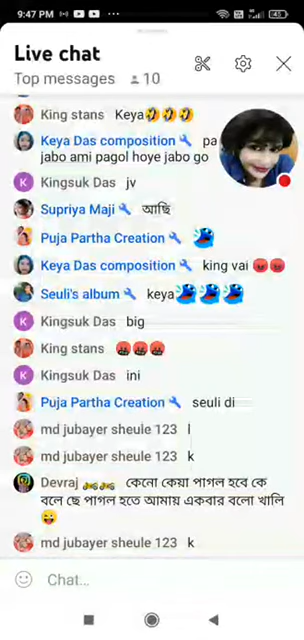 9:47 PM
43
Live chat
Top messages 10
King stans Keya🤣🤣🤣
Keya Das composition pa
jabo ami pagol hoye jabo go
K Kingsuk Das jv
Supriya Maji আছি
Puja Partha Creation
Keya Das composition king vai 😡😡
Seuli's album keya
K Kingsuk Das big
King stans 🤬🤬🤬
K Kingsuk Das ini
Puja Partha Creation seuli di
md jubayer sheule 123 l
md jubayer sheule 123 k
Devraj 🏍️🏍️ কেনো কেয়া পাগল হবে কে
বলে ছে পাগল হতে আমায় একবার বলো খালি
😜
md jubayer sheule 123 k
Chat...